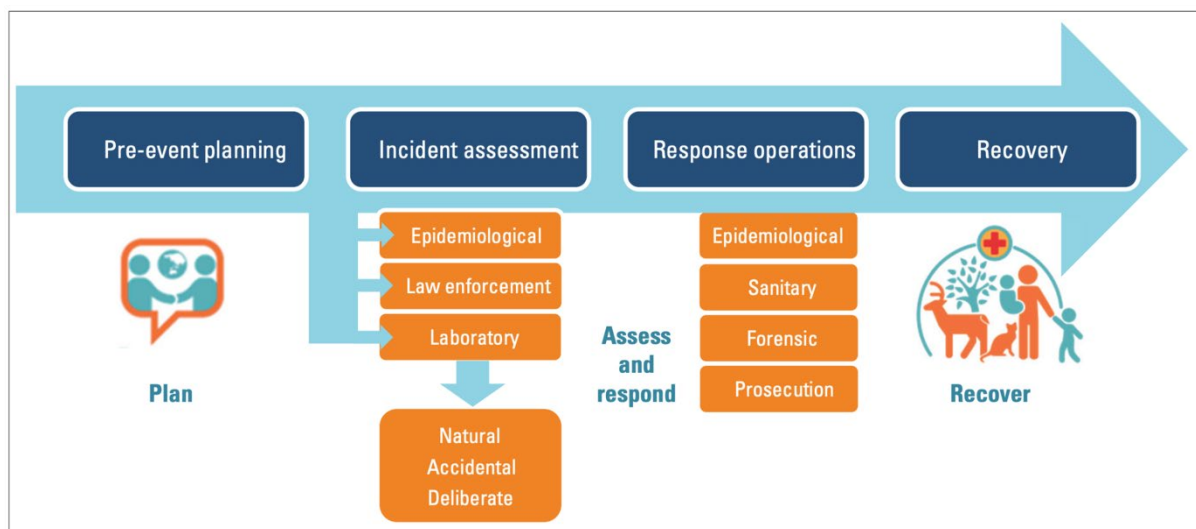 Pre-event planning
Incident assessment
Response operations
Recovery
Epidemiological
Law enforcement
Laboratory
Natural
Accidental
Deliberate
Epidemiological
Sanitary
Forensic
Prosecution
Plan
Assess
and
respond
Recover